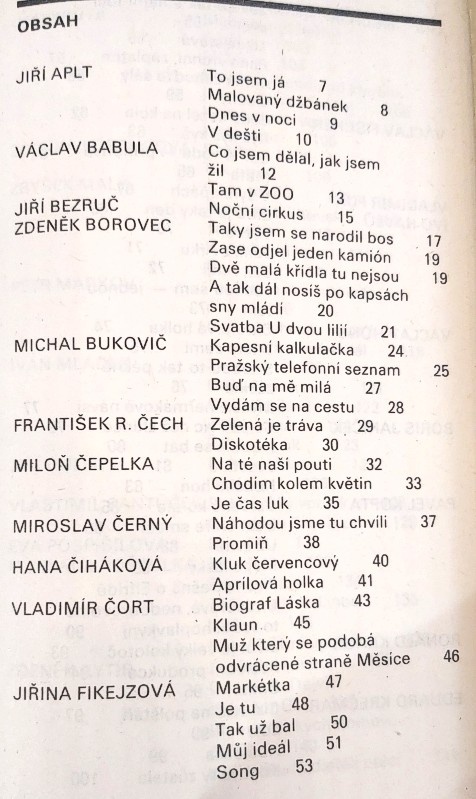 OBSAH
JIŘÍ APLT To jsem já 7
Malovaný džbánek 8
Dnes v noci 9
V dešti 10
VÁCLAV BABULA Co jsem dělal, jak jsem
žil 12
Tam v ZOO 13
JIŘÍ BEZRUČ Noční cirkus 15
ZDENĚK BOROVEC Taky jsem se narodil bos 17
Zase odjel jeden kamión 19
Dvě malá křídla tu nejsou 19
A tak dál nosíš po kapsách
sny mládí 20
Svatba U dvou lilií 21
MICHAL BUKOVIČ Kapesní kalkulačka 24
Pražský telefonní seznam 25
Buď na mě milá 27
Vydám se na cestu 28
FRANTIŠEK R. ČECH Zelená je tráva 29
Diskotéka 30
MILOŇ ČEPELKA Na té naší pouti 32
Chodím kolem květin 33
Je čas luk 35
MIROSLAV ČERNÝ Náhodou jsme tu chvíli 37
Promiň 38
HANA ČIHÁKOVÁ Kluk červencový 40
Aprílová holka 41
VLADIMÍR ČORT Biograf Láska 43
Klaun 45
Muž který se podobá
odvrácené straně Měsíce 46
JIŘINA FIKEJZOVÁ Markétka 47
Je tu 48
Tak už bal 50
Můj ideál 51
Song 53